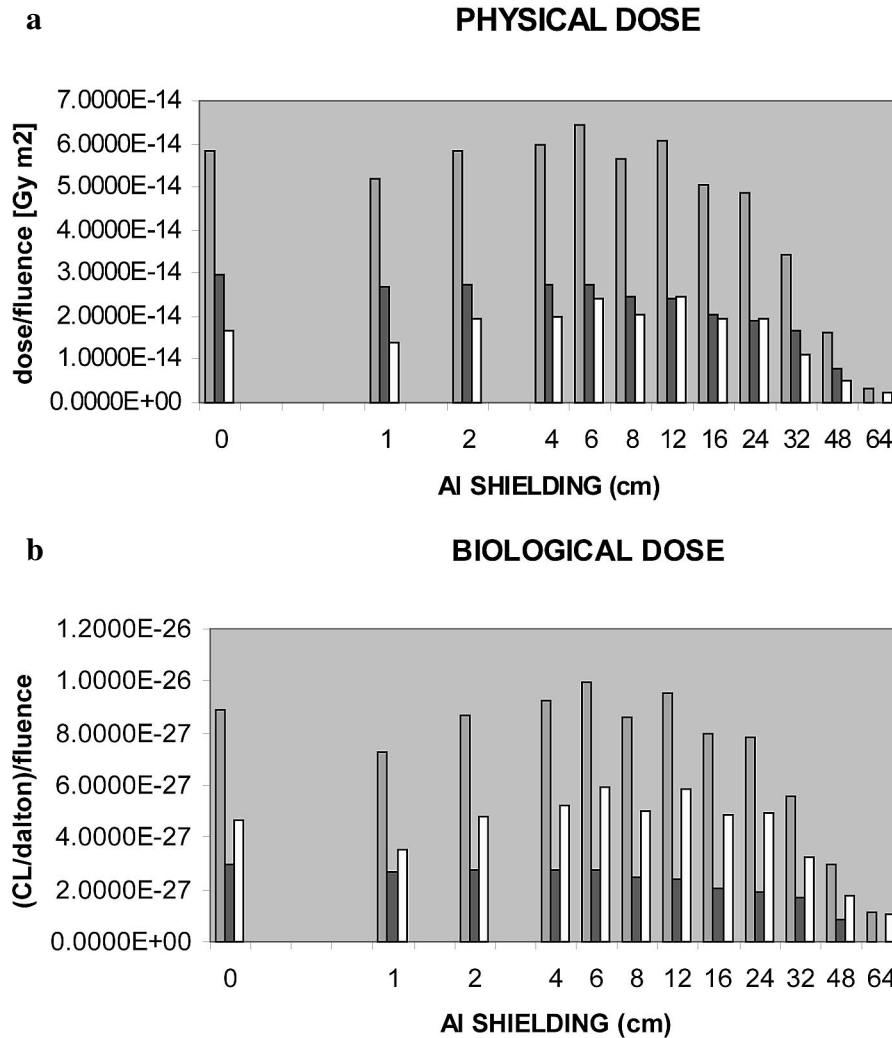 a
PHYSICAL DOSE
dose/fluence [Gy m2]
7.0000E-14
6.0000E-14
5.0000E-14
4.0000E-14
3.0000E-14
2.0000E-14
1.0000E-14
0.0000E+00
0 1 2 4 6 8 12 16 24 32 48 64
Al SHIELDING (cm)
b
BIOLOGICAL DOSE
(CL/dalton)/fluence
1.2000E-26
1.0000E-26
8.0000E-27
6.0000E-27
4.0000E-27
2.0000E-27
0.0000E+00
0 1 2 4 6 8 12 16 24 32 48 64
Al SHIELDING (cm)